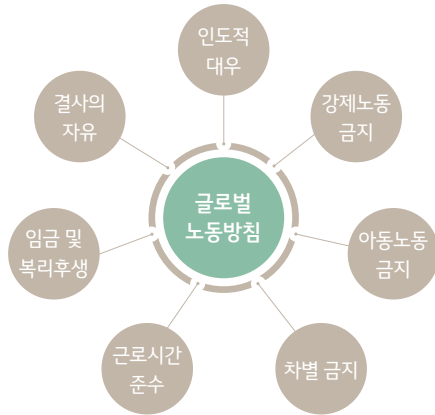 인도적
대우
강제노동
금지
아동노동
금지
차별 금지
근로시간
준수
임금 및
복리후생
결사의
자유
글로벌
노동방침